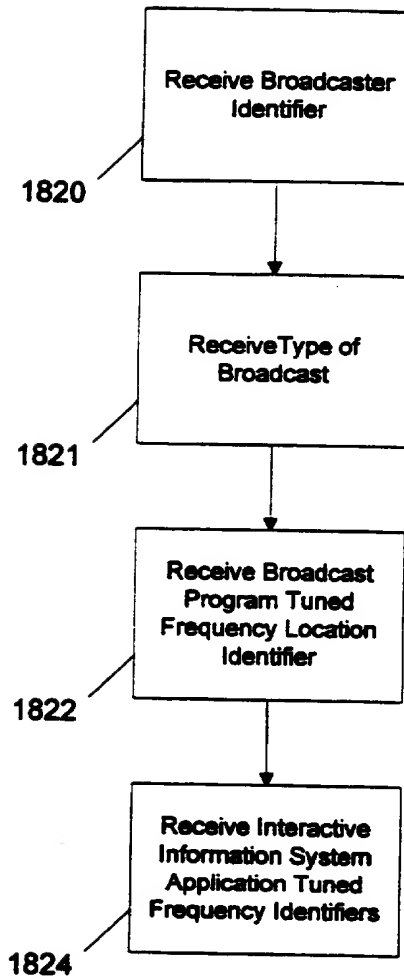 Receive Broadcaster
Identifier
1820
ReceiveType of
Broadcast
1821
Receive Broadcast
Program Tuned
Frequency Location
Identifier
1822
Receive Interactive
Information System
Application Tuned
Frequency Identifiers
1824